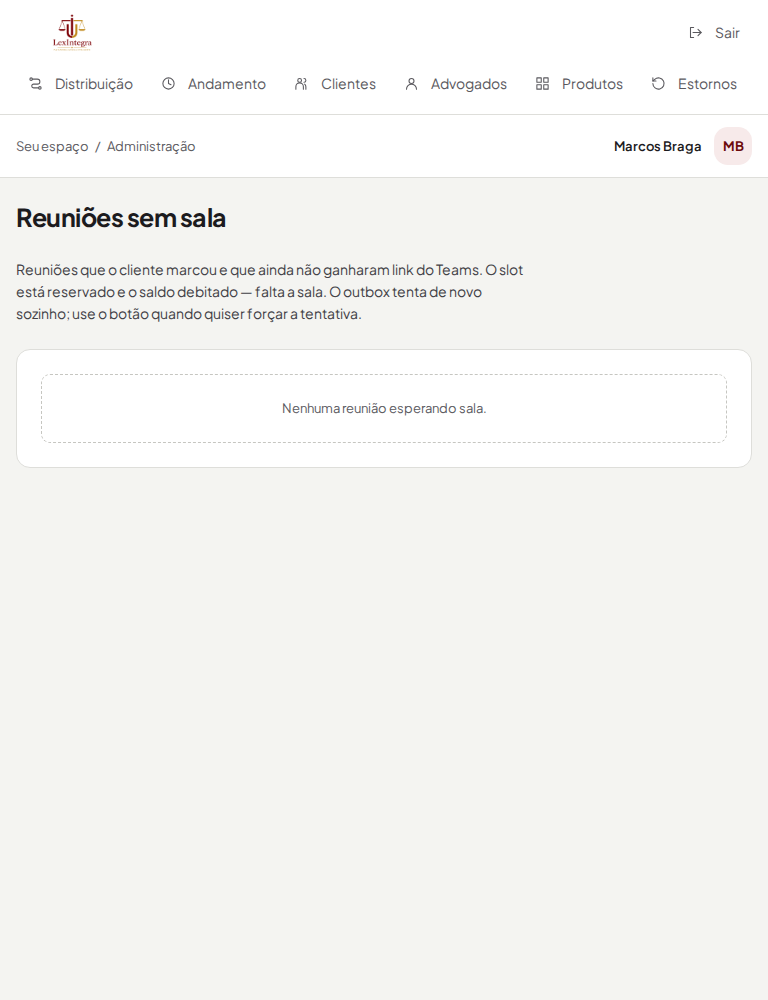 LexIntegra
Sair
Distribuição
Andamento
Clientes
Advogados
Produtos
Estornos
Seu espaço / Administração
Marcos Braga
MB
Reuniões sem sala
Reuniões que o cliente marcou e que ainda não ganharam link do Teams. O slot
está reservado e o saldo debitado — falta a sala. O outbox tenta de novo
sozinho; use o botão quando quiser forçar a tentativa.
Nenhuma reunião esperando sala.